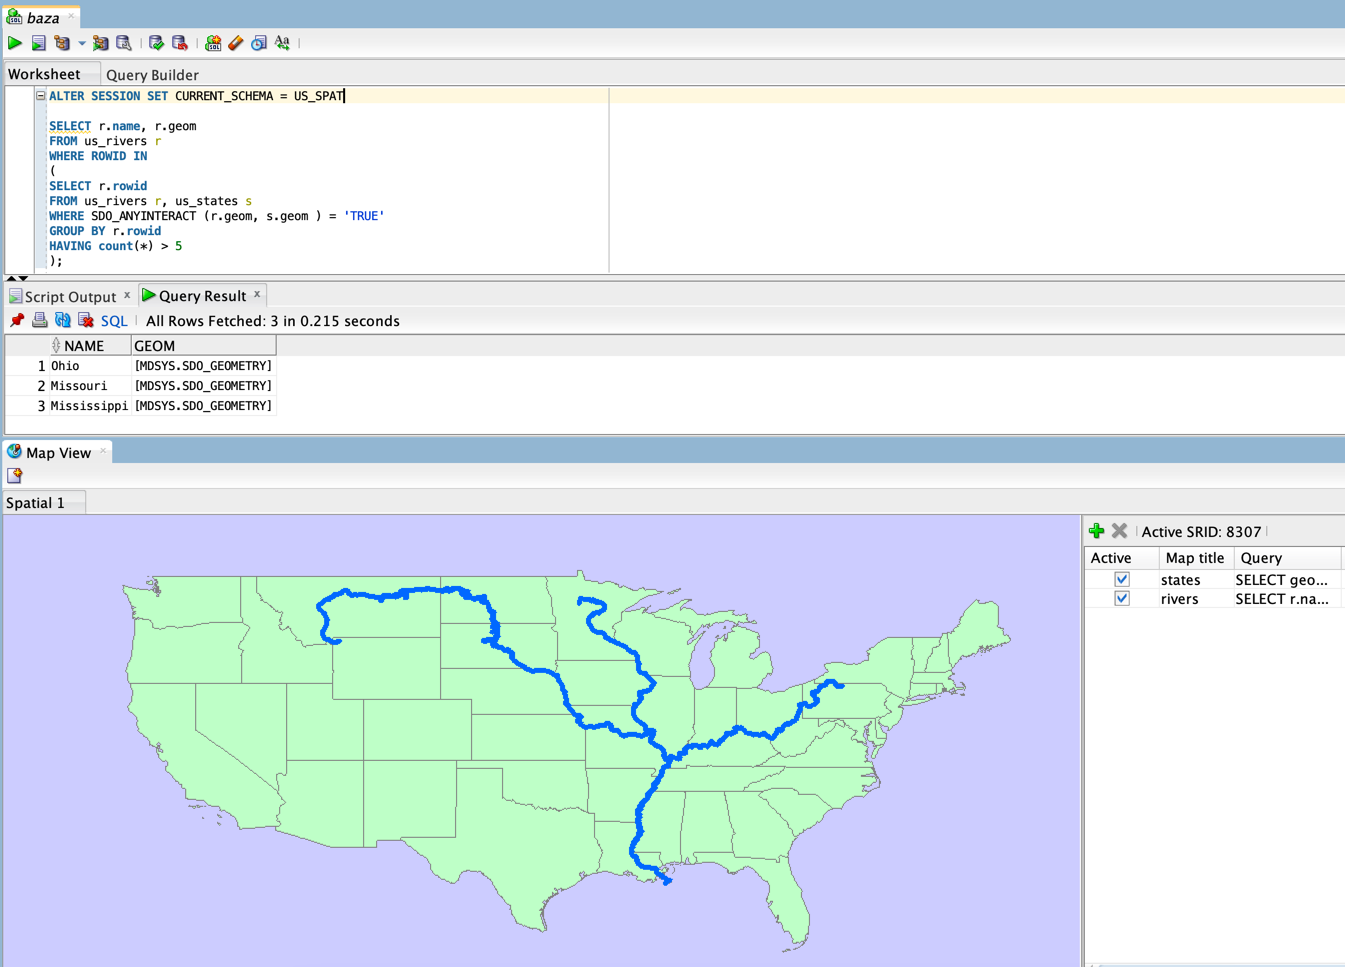 baza
Worksheet Query Builder
ALTER SESSION SET CURRENT_SCHEMA = US_SPAT
SELECT r.name, r.geom
FROM us_rivers r
WHERE ROWID IN
(
SELECT r.rowid
FROM us_rivers r, us_states s
WHERE SDO_ANYINTERACT (r.geom, s.geom ) = 'TRUE'
GROUP BY r.rowid
HAVING count(*) > 5
);
Script Output x Query Result x
SQL All Rows Fetched: 3 in 0.215 seconds
NAME GEOM
1 Ohio [MDSYS.SDO_GEOMETRY]
2 Missouri [MDSYS.SDO_GEOMETRY]
3 Mississippi [MDSYS.SDO_GEOMETRY]
Map View
Spatial 1
Active SRID: 8307
Active Map title Query
states SELECT geo...
rivers SELECT r.na...